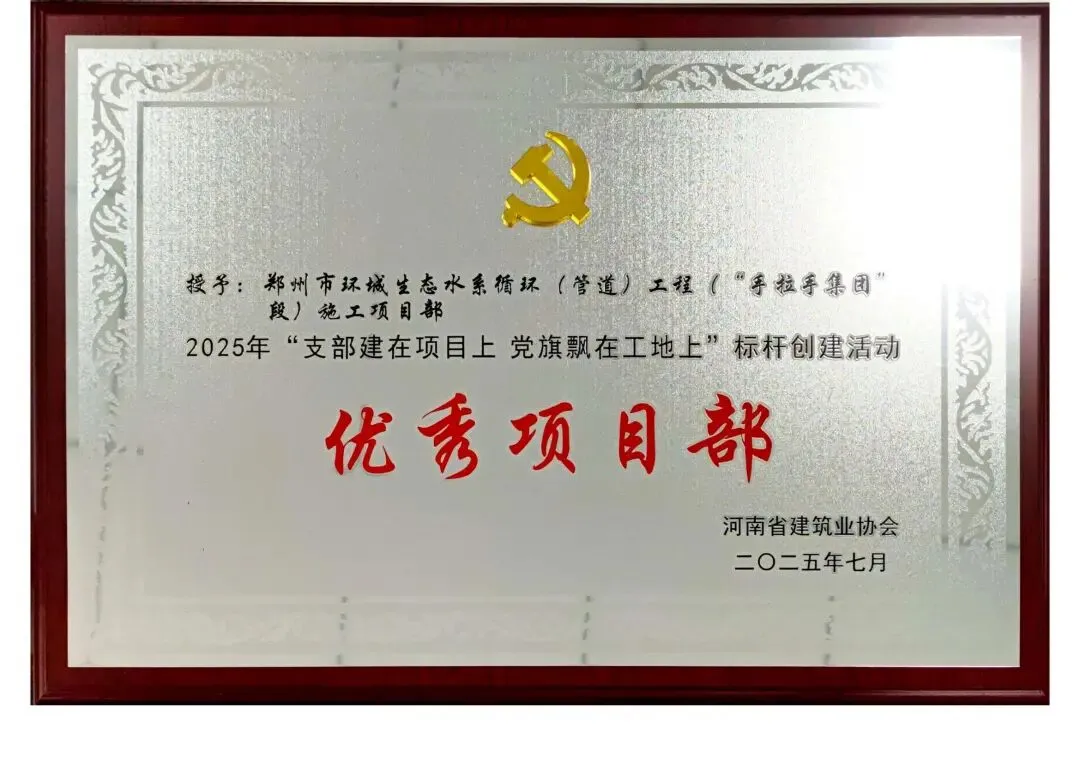 授予：郑州市环城生态水系循环（管道）工程（“手拉手集团”
段）施工项目部
2025年“支部建在项目上 党旗飘在工地上”标杆创建活动
优秀项目部
河南省建筑业协会
二〇二五年七月